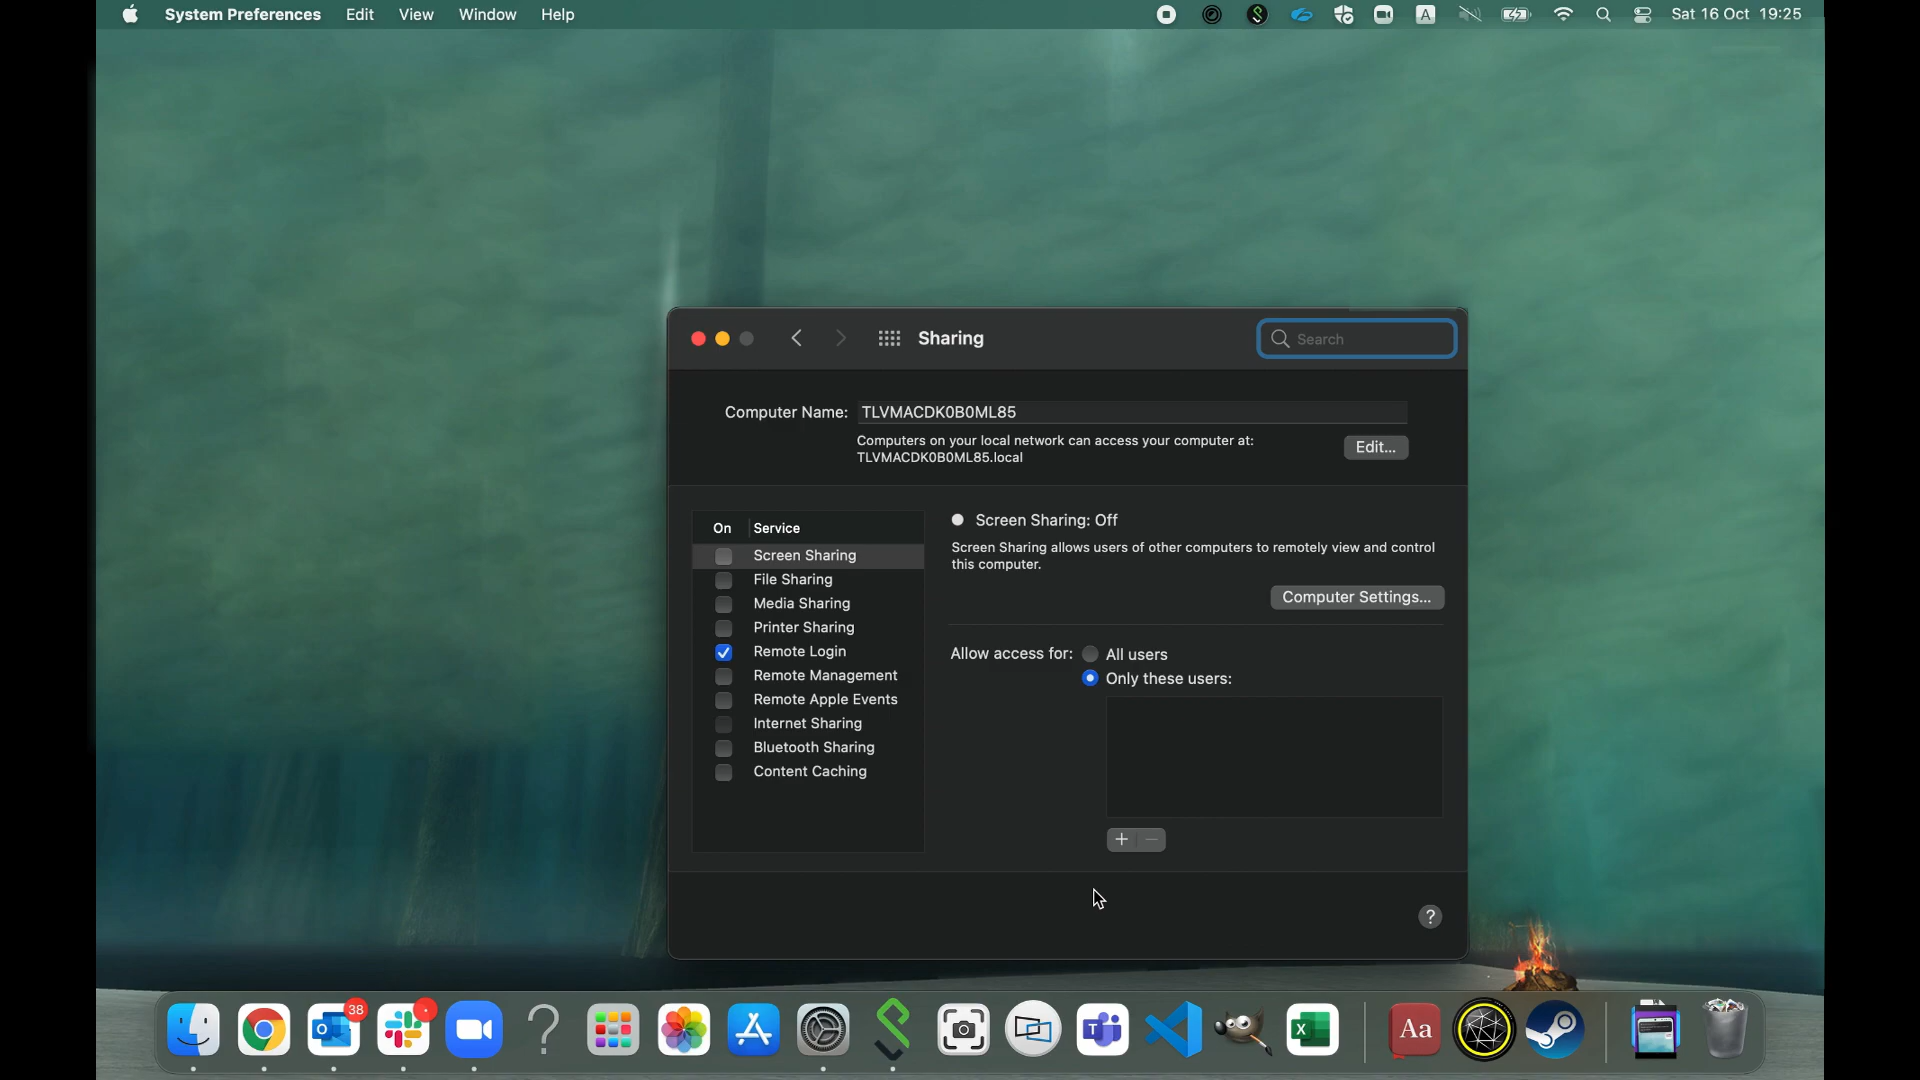 System Preferences Edit View Window Help
A
Sat 16 Oct 19:25
Sharing
Search
Computer Name: TLVMACDK0B0ML85
Computers on your local network can access your computer at:
TLVMACDK0B0ML85.local
Edit...
On Service
Screen Sharing
File Sharing
Media Sharing
Printer Sharing
Remote Login
Remote Management
Remote Apple Events
Internet Sharing
Bluetooth Sharing
Content Caching
Screen Sharing: Off
Screen Sharing allows users of other computers to remotely view and control
this computer.
Computer Settings...
Allow access for: All users
Only these users:
+ −
?
38
Aa